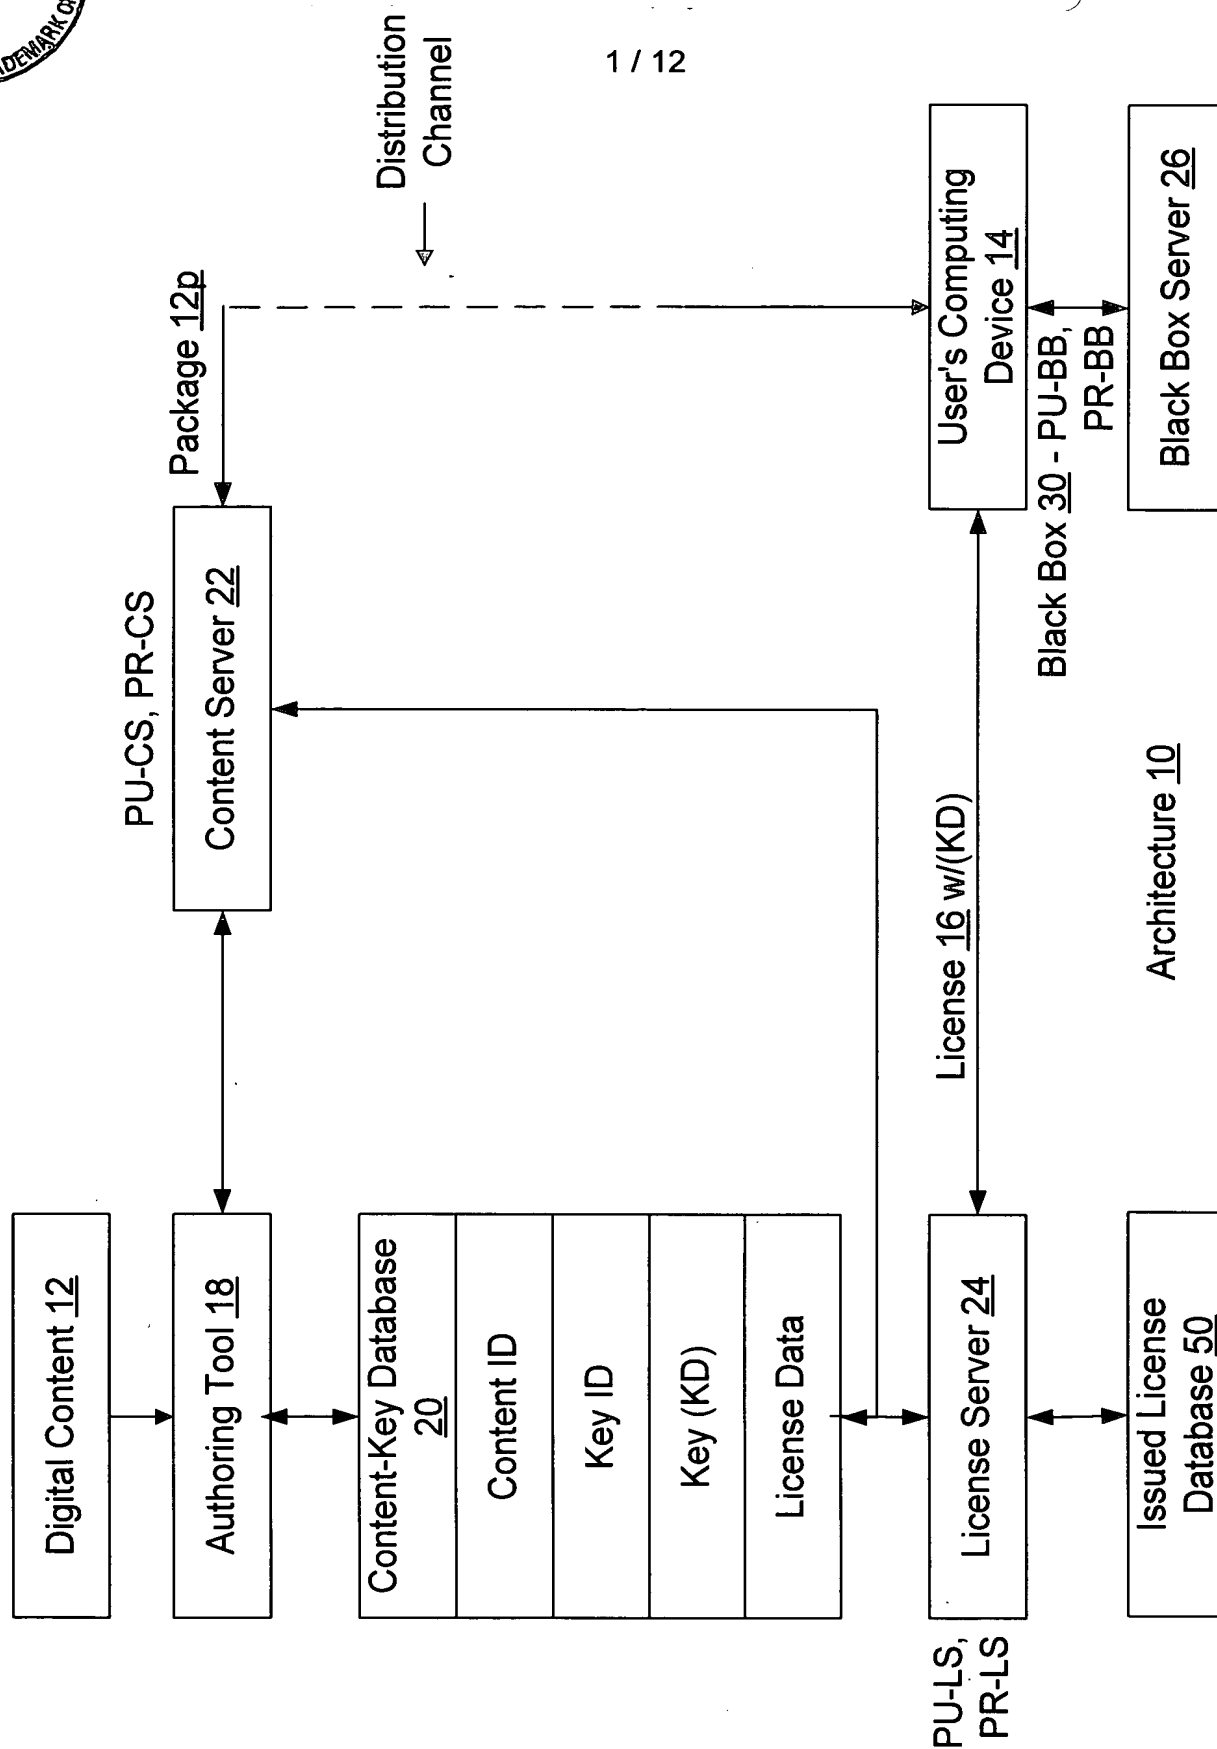 1 / 12
Digital Content 12
Authoring Tool 18
Content-Key Database
20
Content ID
Key ID
Key (KD)
License Data
PU-LS,
PR-LS
License Server 24
Issued License
Database 50
PU-CS, PR-CS
Content Server 22
Package 12p
Distribution
Channel
License 16 w/(KD)
User's Computing
Device 14
Black Box 30 - PU-BB,
PR-BB
Black Box Server 26
Architecture 10